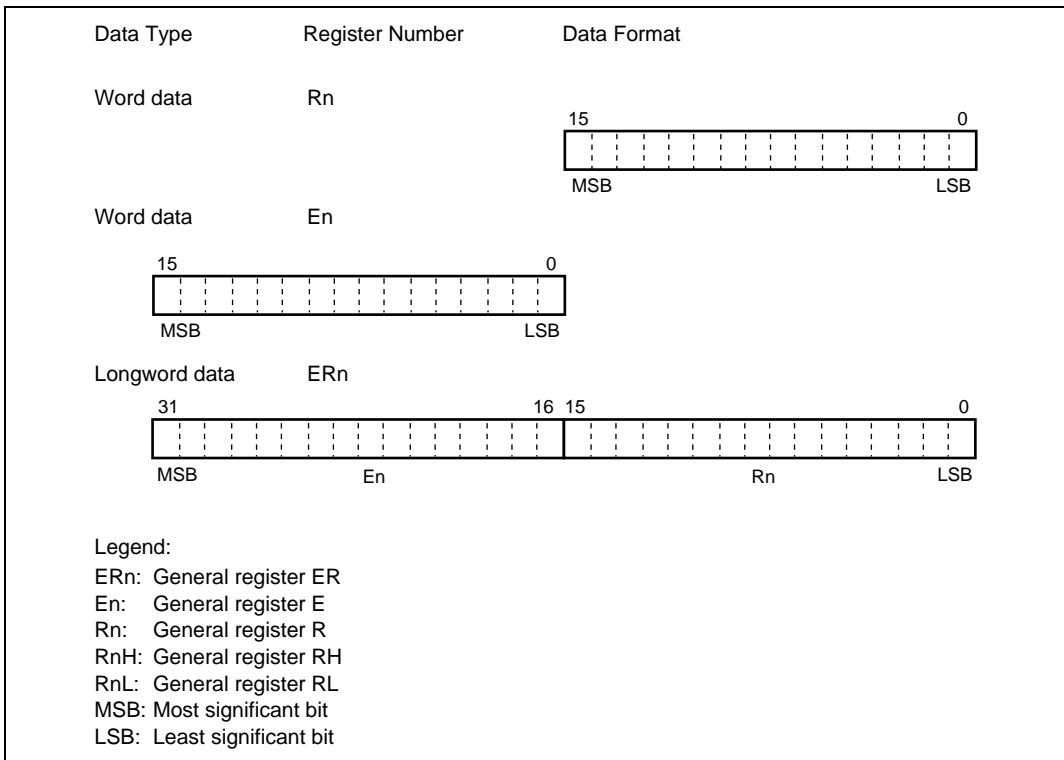 Data Type Register Number Data Format
Word data Rn
15 0
MSB LSB
Word data En
15 0
MSB LSB
Longword data ERn
31 16 15 0
MSB En Rn LSB
Legend:
ERn: General register ER
En: General register E
Rn: General register R
RnH: General register RH
RnL: General register RL
MSB: Most significant bit
LSB: Least significant bit